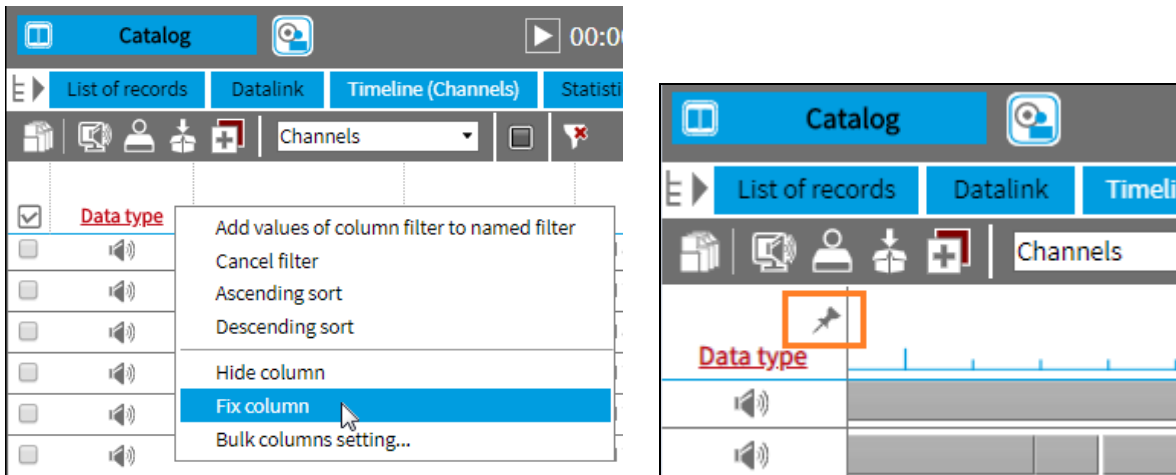 Catalog
00:0
List of records Datalink Timeline (Channels) Statisti
Channels
Data type
Add values of column filter to named filter
Cancel filter
Ascending sort
Descending sort
Hide column
Fix column
Bulk columns setting...
Catalog
List of records Datalink Timeli
Channels
Data type